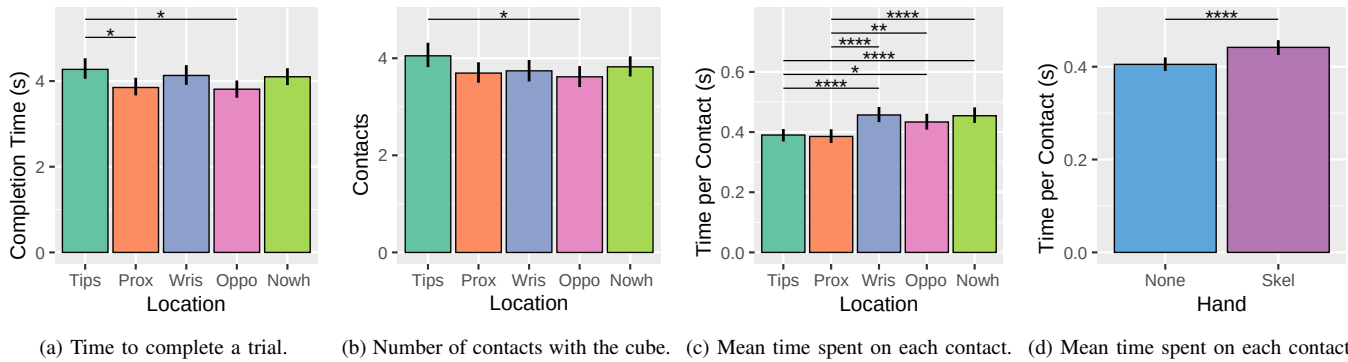 *
*
Completion Time (s)
4
2
0
Tips Prox Wris Oppo Nowh
Location
(a) Time to complete a trial.
*
Contacts
4
2
0
Tips Prox Wris Oppo Nowh
Location
(b) Number of contacts with the cube.
****
**
****
****
*
****
Time per Contact (s)
0.6
0.4
0.2
0.0
Tips Prox Wris Oppo Nowh
Location
(c) Mean time spent on each contact.
****
Time per Contact (s)
0.4
0.2
0.0
None Skel
Hand
(d) Mean time spent on each contact